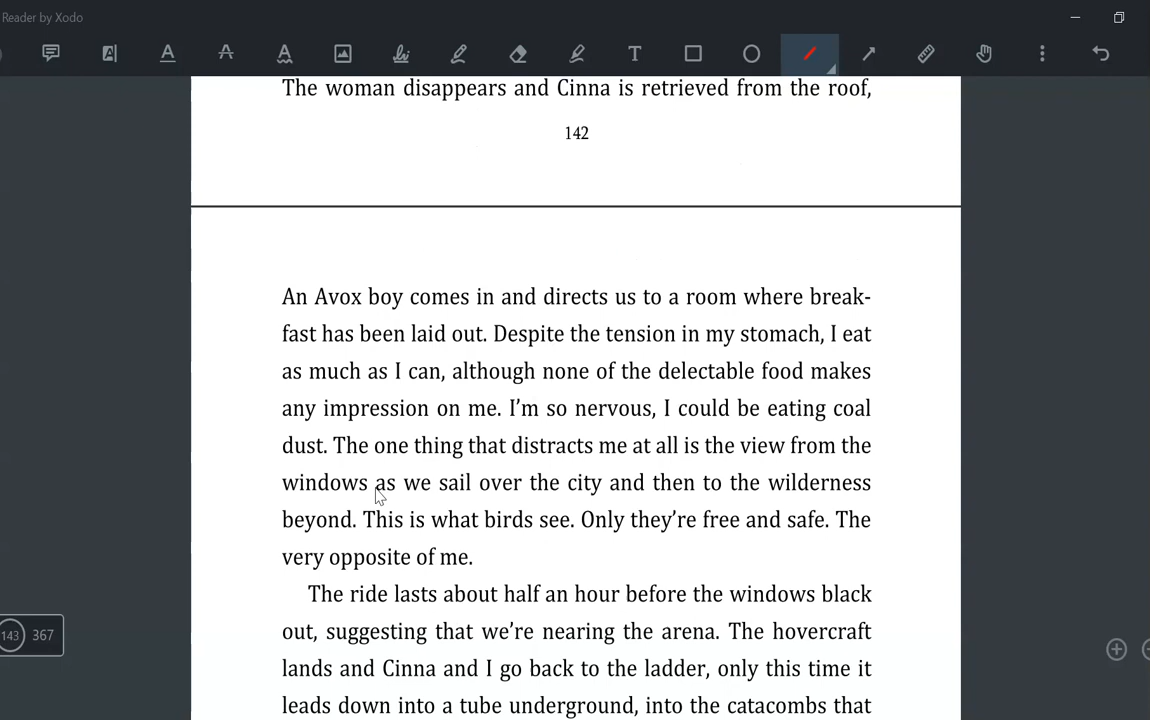 Reader by Xodo
The woman disappears and Cinna is retrieved from the roof,
142
An Avox boy comes in and directs us to a room where break-
fast has been laid out. Despite the tension in my stomach, I eat
as much as I can, although none of the delectable food makes
any impression on me. I’m so nervous, I could be eating coal
dust. The one thing that distracts me at all is the view from the
windows as we sail over the city and then to the wilderness
beyond. This is what birds see. Only they’re free and safe. The
very opposite of me.
The ride lasts about half an hour before the windows black
out, suggesting that we’re nearing the arena. The hovercraft
lands and Cinna and I go back to the ladder, only this time it
leads down into a tube underground, into the catacombs that
143 367